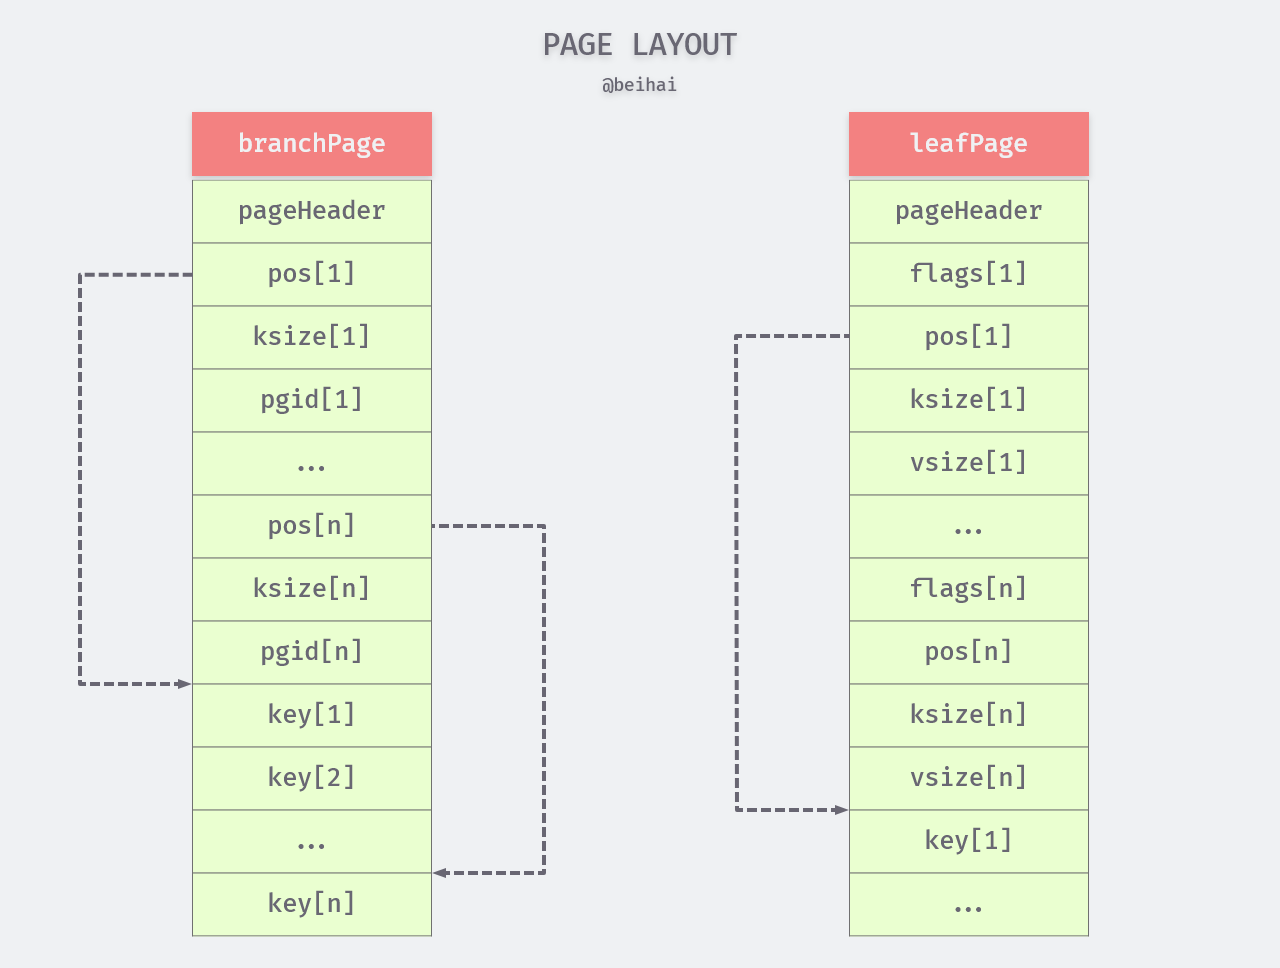 PAGE LAYOUT
@beihai
branchPage
pageHeader
pos[1]
ksize[1]
pgid[1]
...
pos[n]
ksize[n]
pgid[n]
key[1]
key[2]
...
key[n]
leafPage
pageHeader
flags[1]
pos[1]
ksize[1]
vsize[1]
...
flags[n]
pos[n]
ksize[n]
vsize[n]
key[1]
...